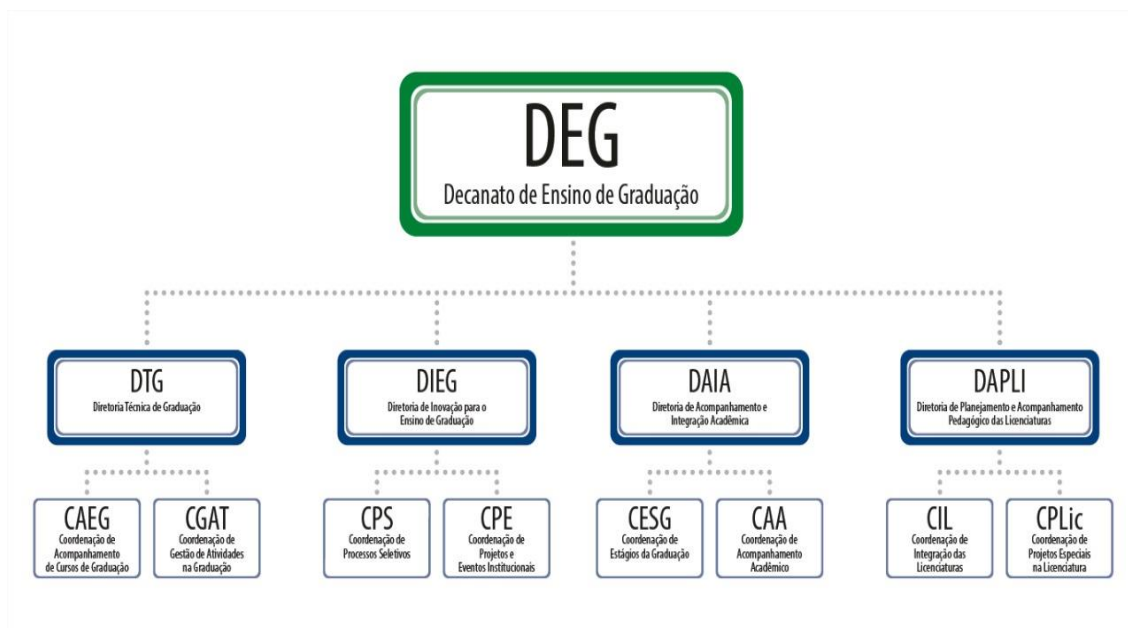 DEG
Decanato de Ensino de Graduação
DTG
Diretoria Técnica de Graduação
DIEG
Diretoria de Inovação para o
Ensino de Graduação
DAIA
Diretoria de Acompanhamento e
Integração Acadêmica
DAPLI
Diretoria de Planejamento e Acompanhamento
Pedagógico das Licenciaturas
CAEG
Coordenação de
Acompanhamento
de Cursos de Graduação
CGAT
Coordenação de
Gestão de Atividades
na Graduação
CPS
Coordenação de
Processos Seletivos
CPE
Coordenação de
Projetos e
Eventos Institucionais
CESG
Coordenação de
Estágios da Graduação
CAA
Coordenação de
Acompanhamento
Acadêmico
CIL
Coordenação de
Integração das
Licenciaturas
CPLic
Coordenação de
Projetos Especiais
na Licenciatura